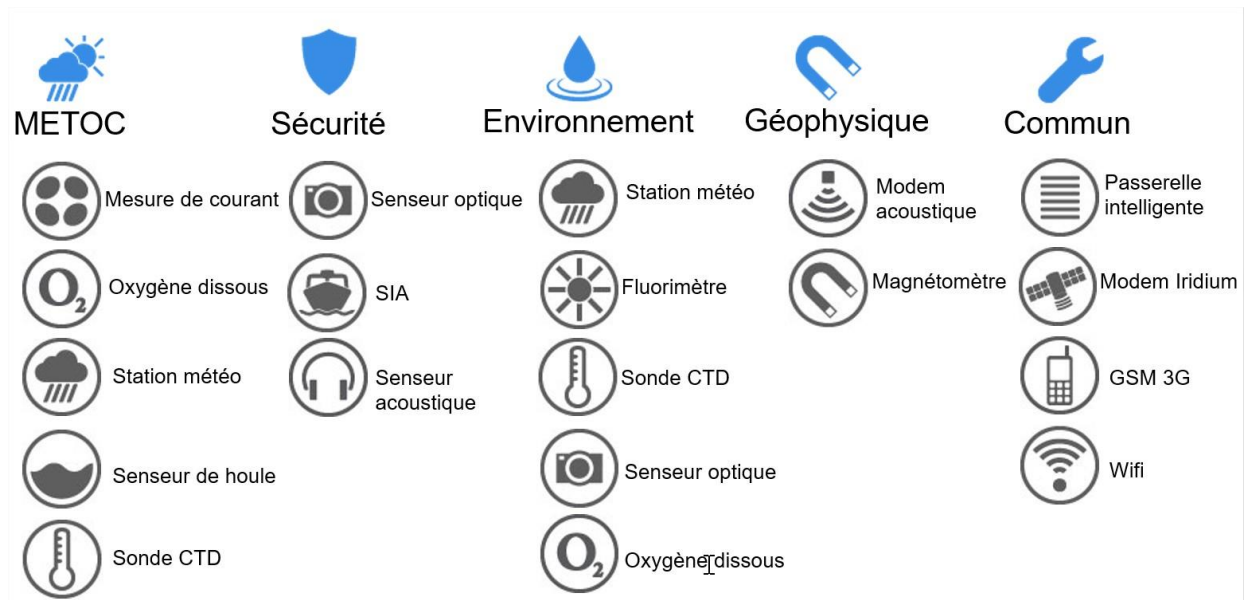 METOC
Mesure de courant
Oxygène dissous
Station météo
Senseur de houle
Sonde CTD
Sécurité
Senseur optique
SIA
Senseur
acoustique
Environnement
Station météo
Fluorimètre
Sonde CTD
Senseur optique
Oxygène dissous
Géophysique
Modem
acoustique
Magnétomètre
Commun
Passerelle
intelligente
Modem Iridium
GSM 3G
Wifi